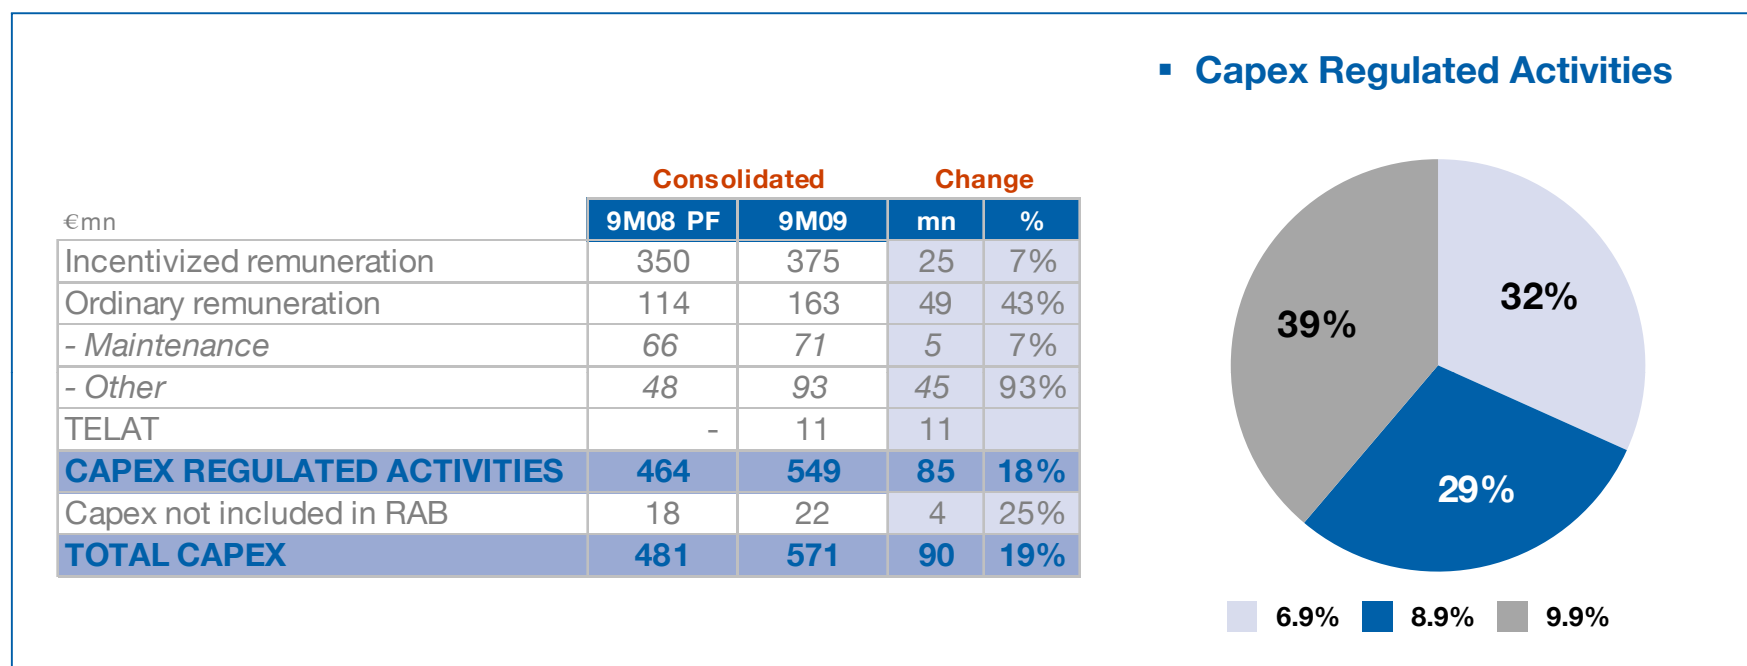 ▪ Capex Regulated Activities
Consolidated Change
€mn 9M08 PF 9M09 mn %
Incentivized remuneration 350 375 25 7%
Ordinary remuneration 114 163 49 43%
- Maintenance 66 71 5 7%
- Other 48 93 45 93%
TELAT - 11 11
CAPEX REGULATED ACTIVITIES 464 549 85 18%
Capex not included in RAB 18 22 4 25%
TOTAL CAPEX 481 571 90 19%
32%
39%
29%
6.9% 8.9% 9.9%